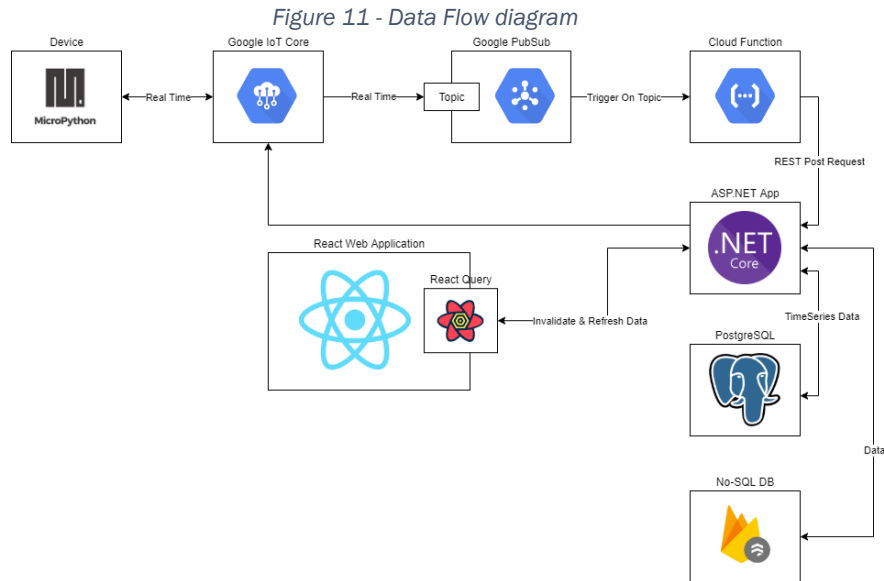 Figure 11 - Data Flow diagram
Device
Google IoT Core
Google PubSub
Cloud Function
MicroPython
Real Time
Real Time
Topic
Trigger On Topic
REST Post Request
ASP.NET App
.NET
Core
React Web Application
React Query
Invalidate & Refresh Data
TimeSeries Data
PostgreSQL
Data
No-SQL DB